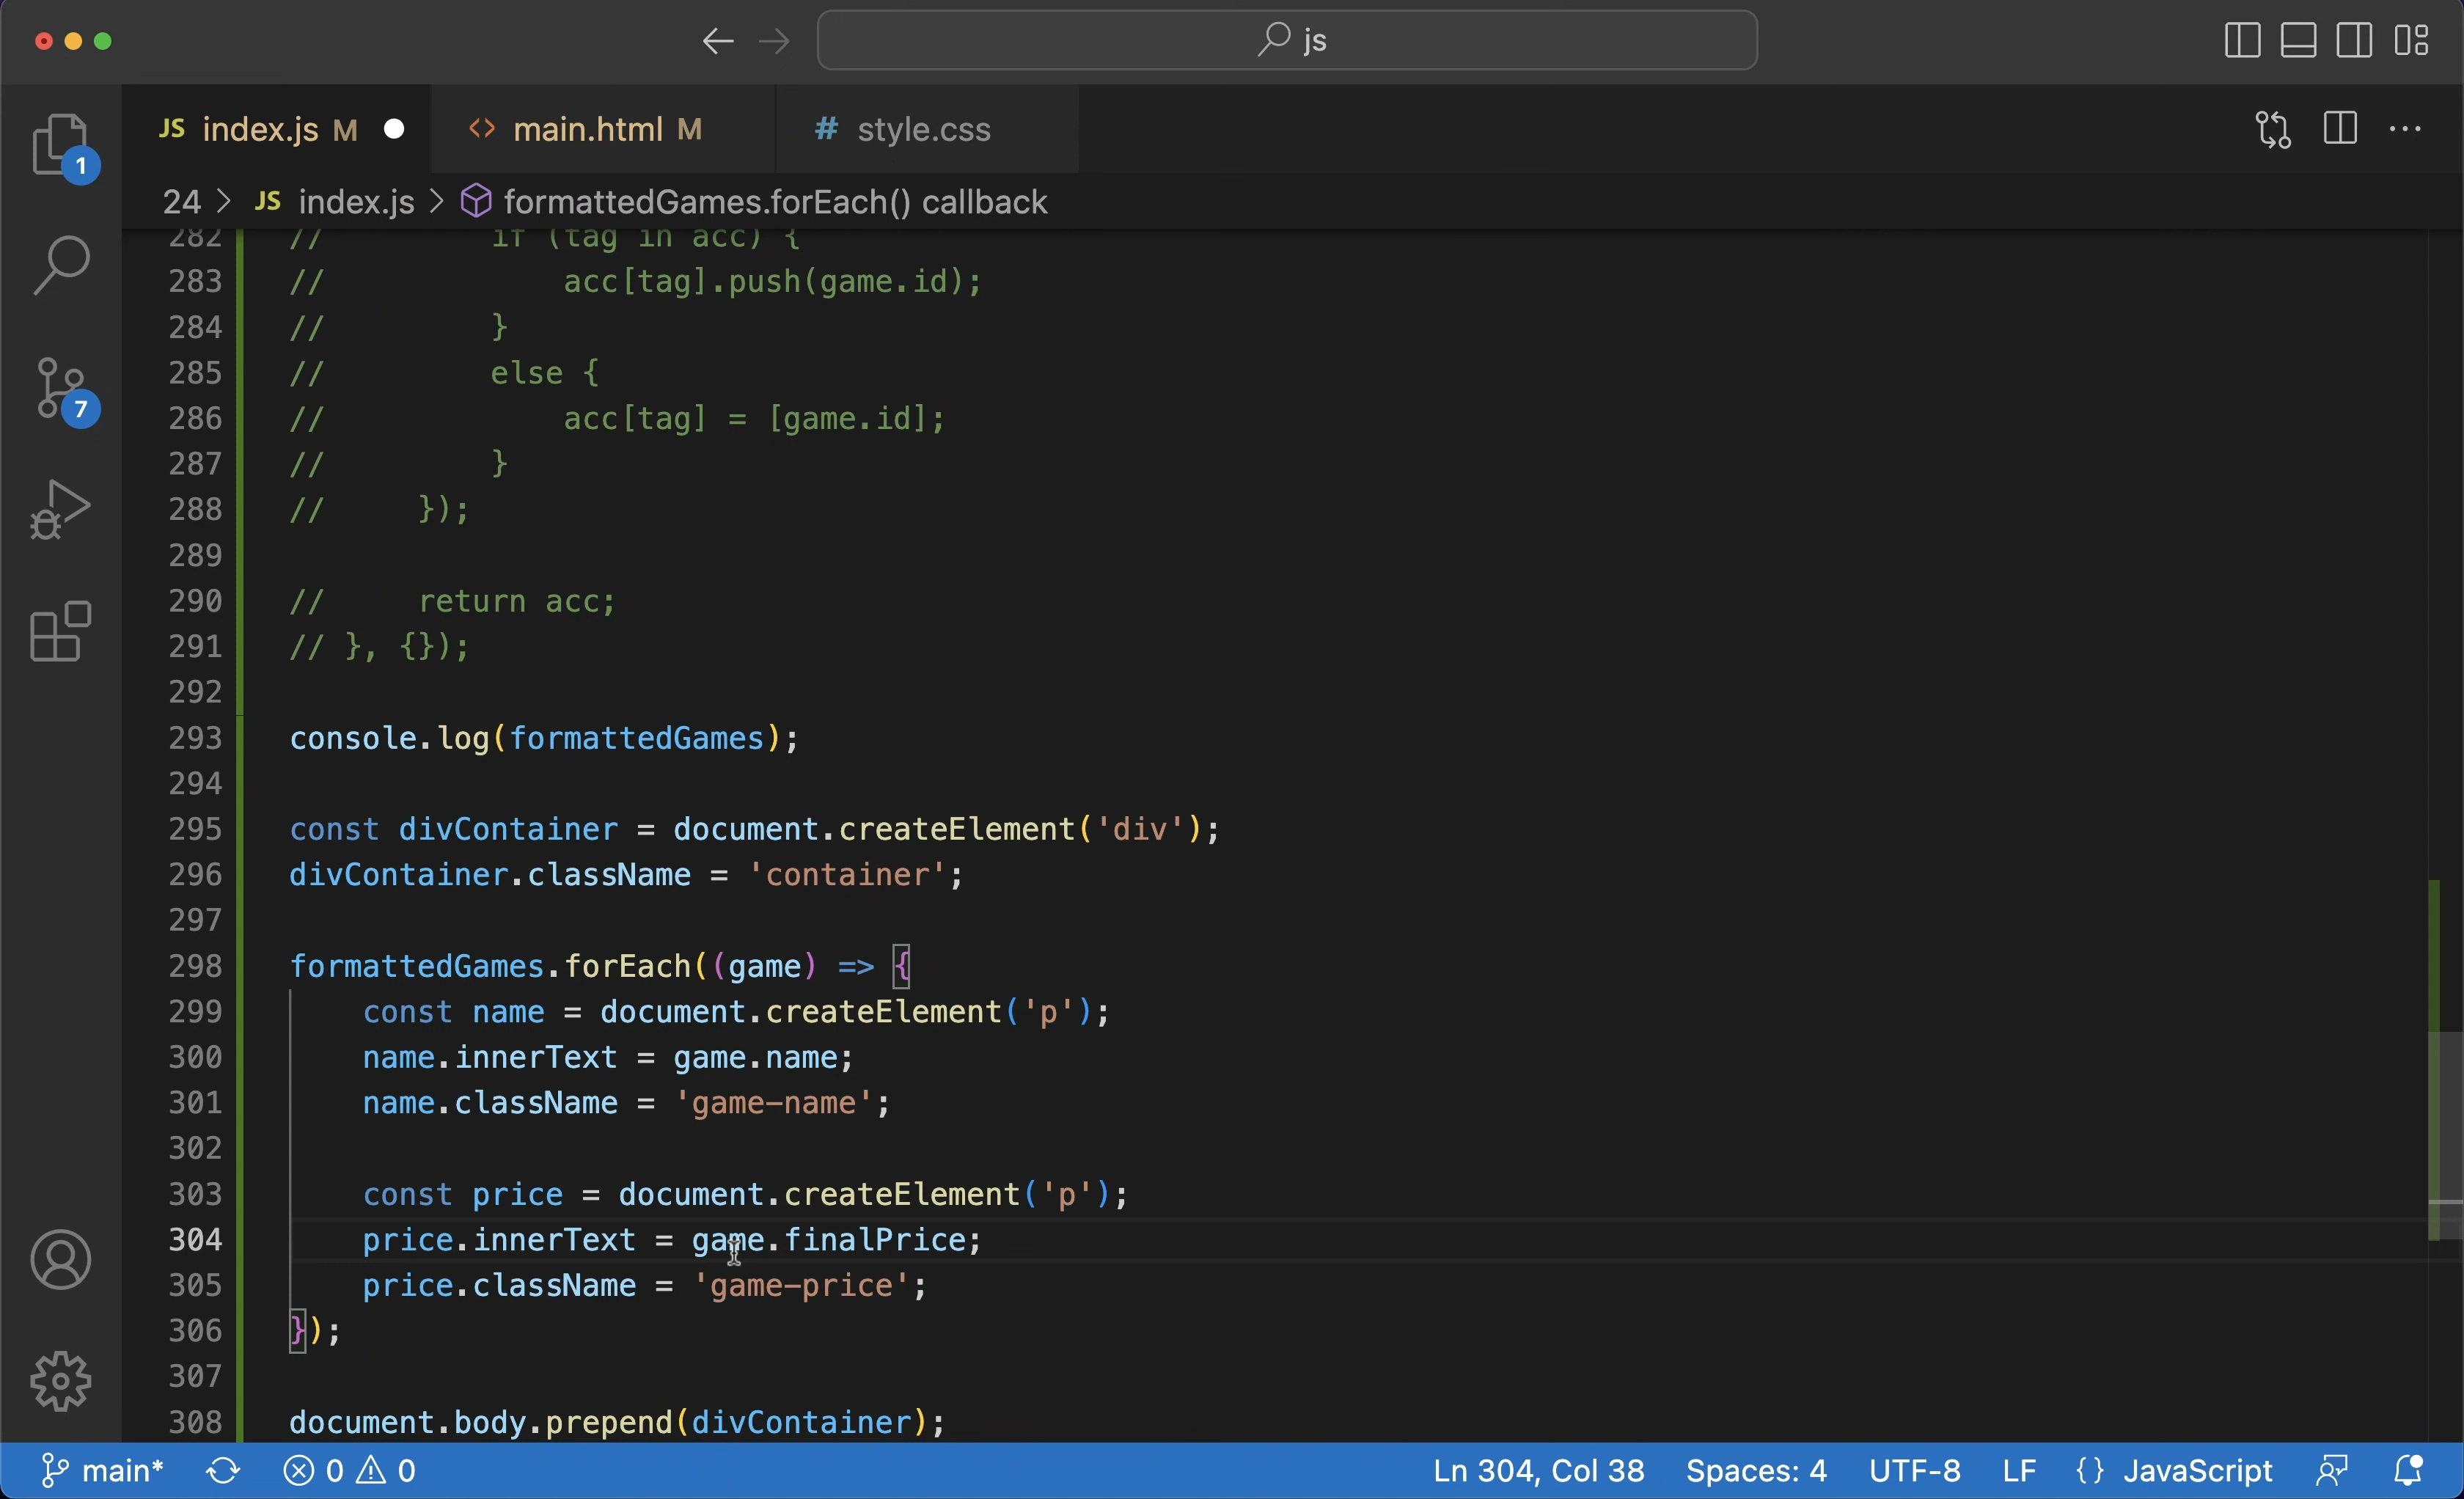 js
JS index.js M
<> main.html M
# style.css
24 > JS index.js > formattedGames.forEach() callback
1
7
282 //         if (tag in acc) {
283 //             acc[tag].push(game.id);
284 //         }
285 //         else {
286 //             acc[tag] = [game.id];
287 //         }
288 //     });
289
290 //     return acc;
291 // }, {});
292
293 console.log(formattedGames);
294
295 const divContainer = document.createElement('div');
296 divContainer.className = 'container';
297
298 formattedGames.forEach((game) => {
299     const name = document.createElement('p');
300     name.innerText = game.name;
301     name.className = 'game-name';
302
303     const price = document.createElement('p');
304     price.innerText = game.finalPrice;
305     price.className = 'game-price';
306 });
307
308 document.body.prepend(divContainer);
main* 0 0 Ln 304, Col 38 Spaces: 4 UTF-8 LF {} JavaScript